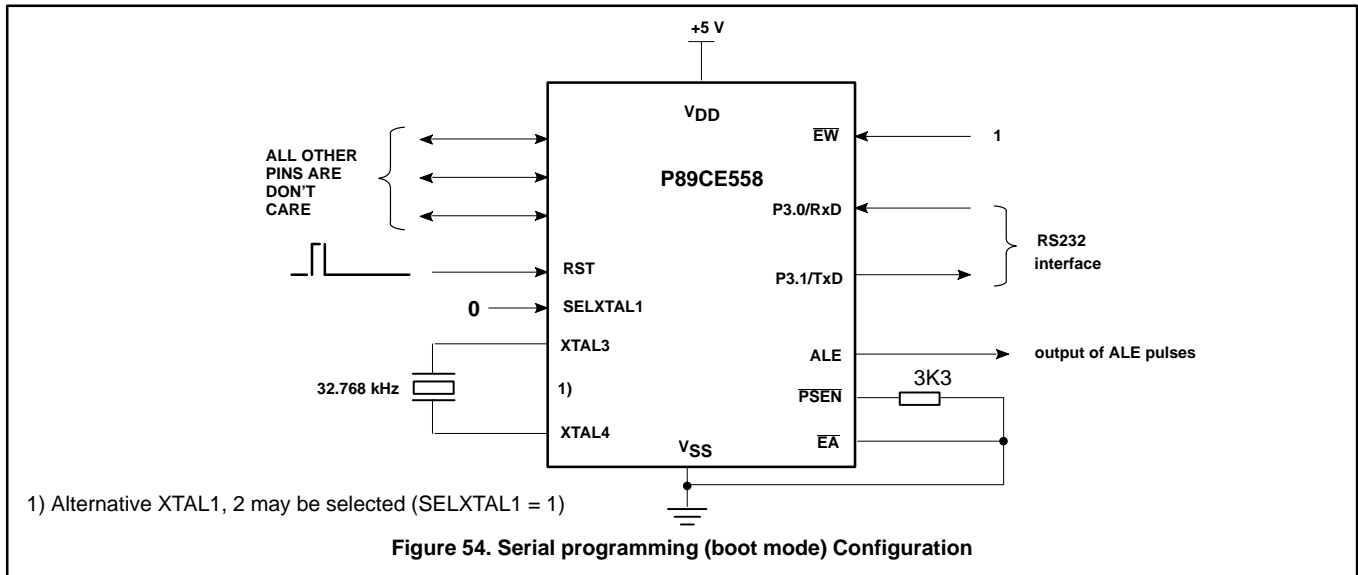 +5 V
VDD
EW
1
ALL OTHER
PINS ARE
DON'T
CARE
P89CE558
P3.0/RxD
RS232
interface
P3.1/TxD
RST
0
SELXTAL1
XTAL3
ALE
output of ALE pulses
3K3
32.768 kHz
1)
PSEN
XTAL4
EA
VSS
1) Alternative XTAL1, 2 may be selected (SELXTAL1 = 1)
Figure 54. Serial programming (boot mode) Configuration